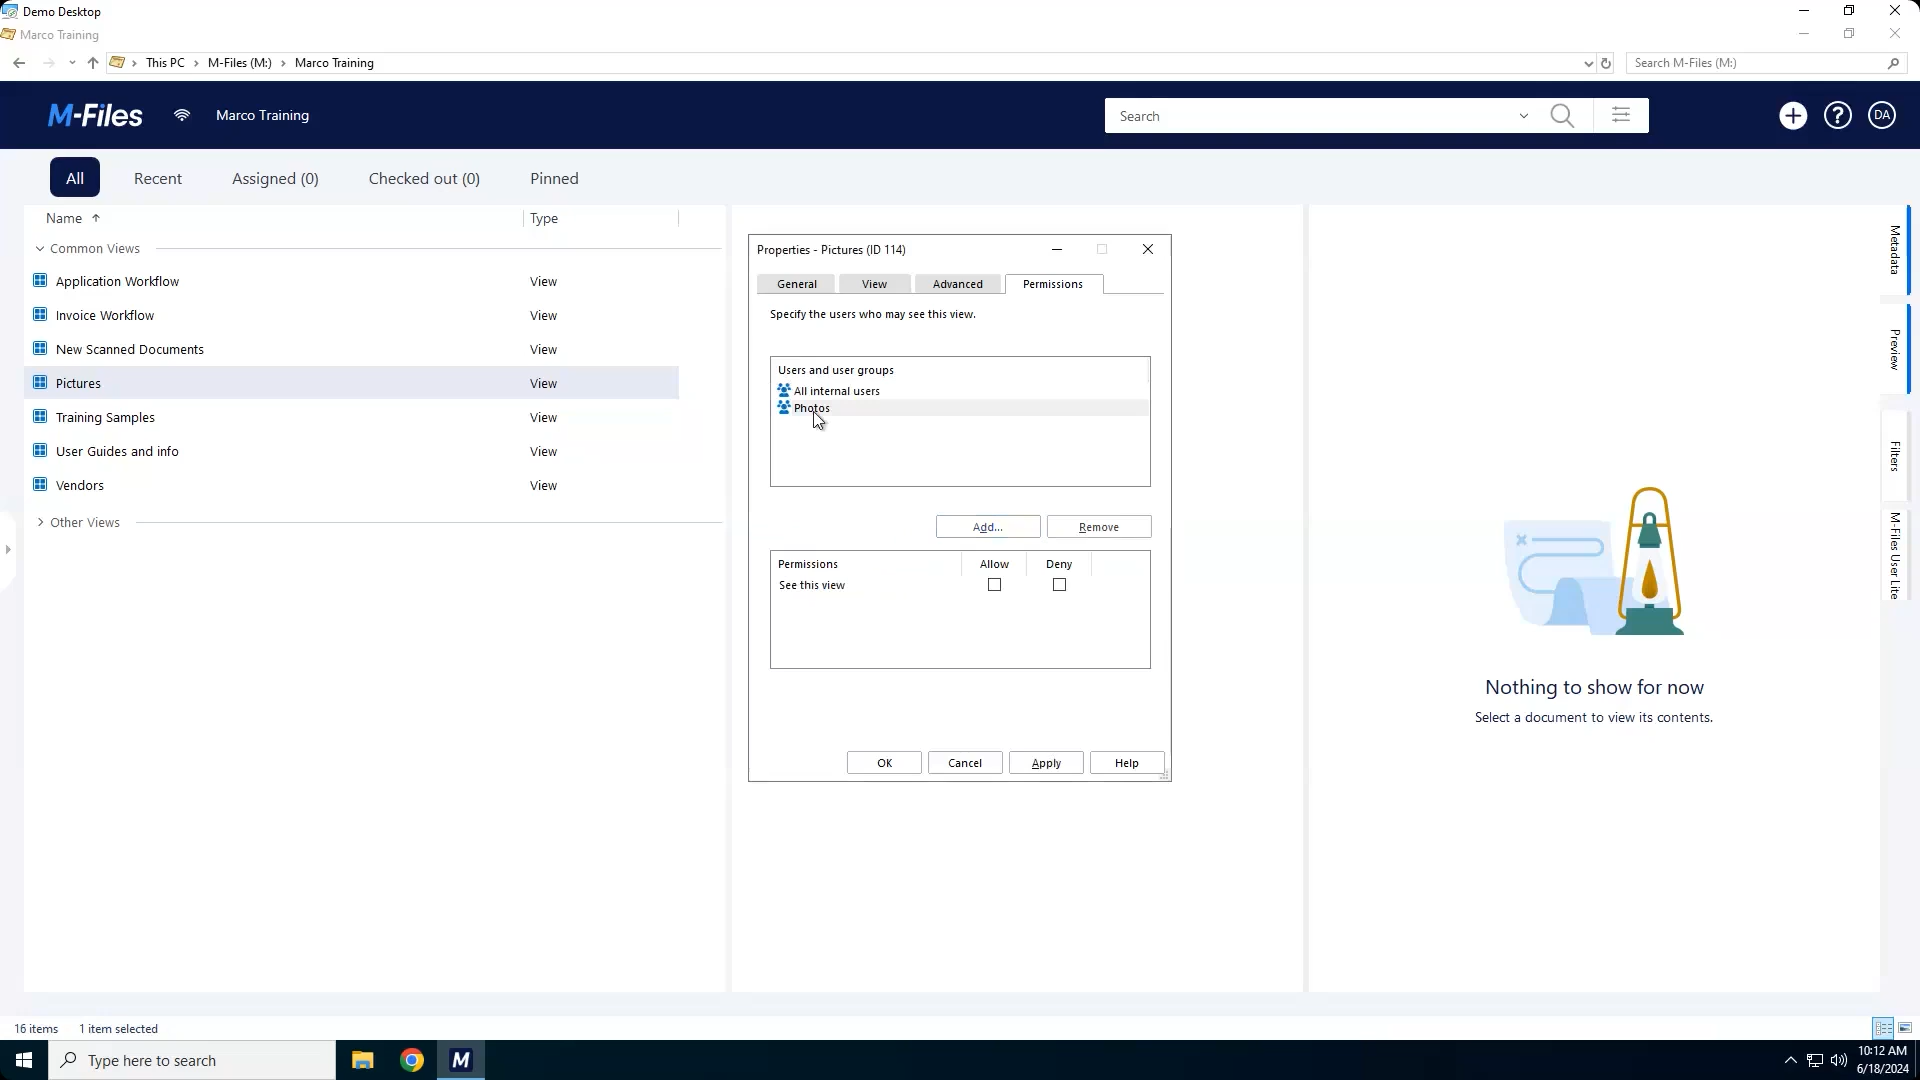 Demo Desktop
Marco Training
This PC > M-Files (M:) > Marco Training
Search M-Files (M:)
M-Files
Marco Training
Search
DA
All
Recent
Assigned (0)
Checked out (0)
Pinned
Name
Type
Common Views
Application Workflow View
Invoice Workflow View
New Scanned Documents View
Pictures View
Training Samples View
User Guides and info View
Vendors View
Other Views
Properties - Pictures (ID 114)
General
View
Advanced
Permissions
Specify the users who may see this view.
Users and user groups
All internal users
Photos
Add...
Remove
Permissions Allow Deny
See this view
OK
Cancel
Apply
Help
Nothing to show for now
Select a document to view its contents.
Metadata
Preview
Filters
M-Files User Lite
16 items
1 item selected
Type here to search
M
10:12 AM
6/18/2024